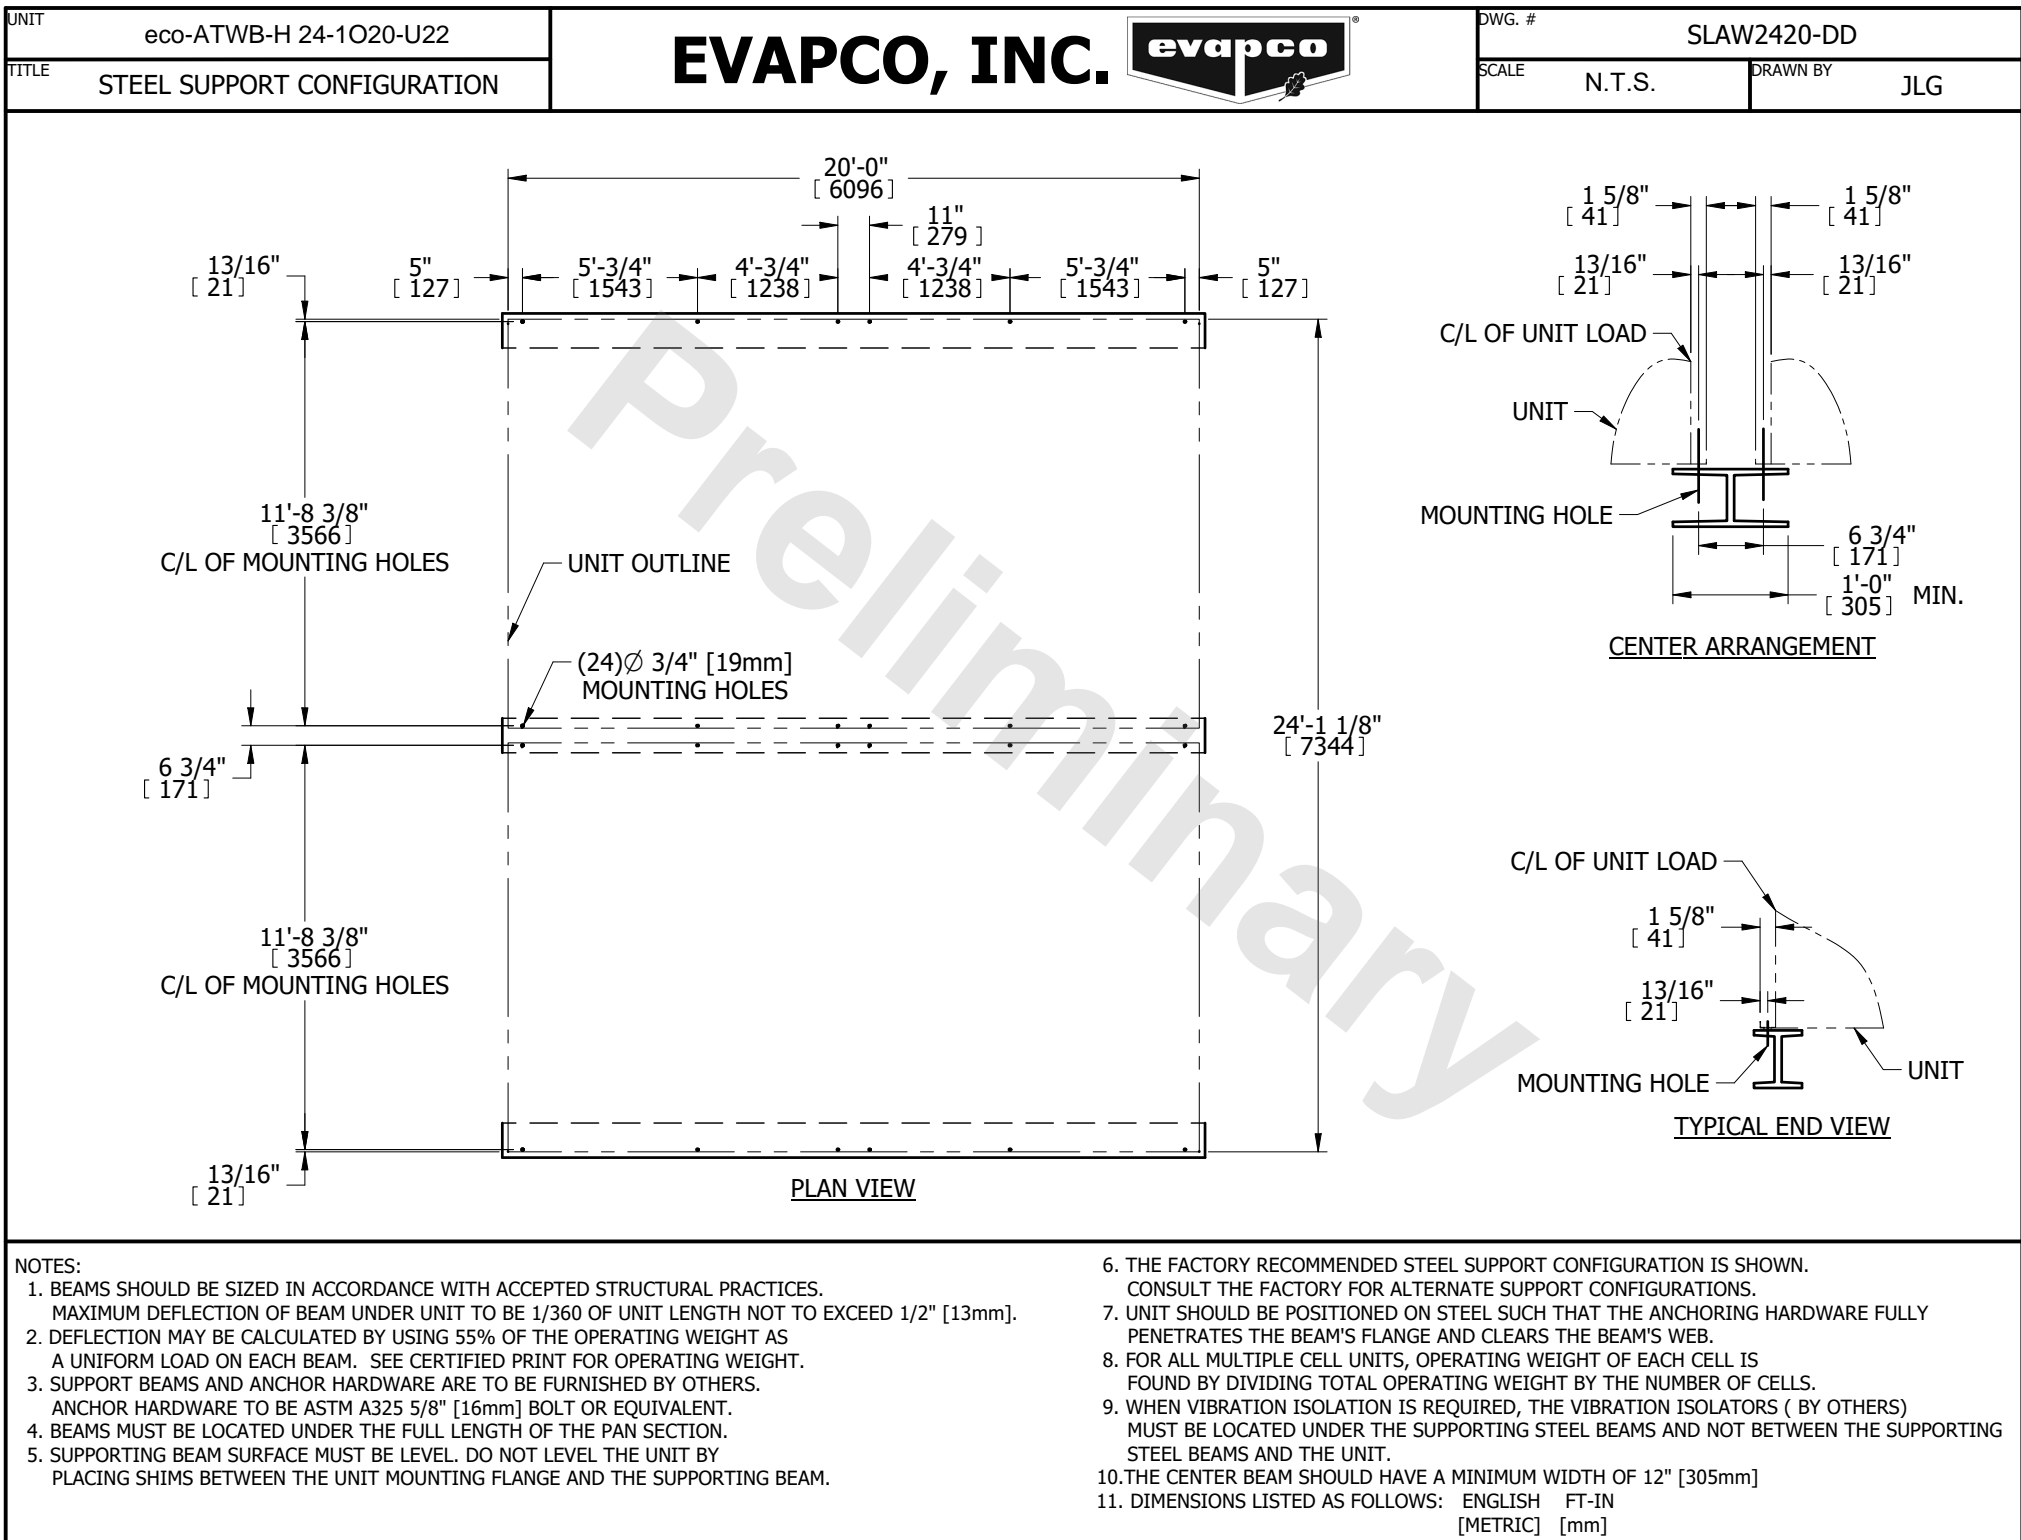 UNIT
eco-ATWB-H 24-1O20-U22
TITLE
STEEL SUPPORT CONFIGURATION
EVAPCO, INC.
evapco
®
DWG. #
SLAW2420-DD
SCALE
N.T.S.
DRAWN BY
JLG
20'-0"
[ 6096 ]
11"
[ 279 ]
13/16"
[ 21 ]
5"
[ 127 ]
5'-3/4"
[ 1543 ]
4'-3/4"
[ 1238 ]
4'-3/4"
[ 1238 ]
5'-3/4"
[ 1543 ]
5"
[ 127 ]
11'-8 3/8"
[ 3566 ]
C/L OF MOUNTING HOLES
UNIT OUTLINE
(24)∅ 3/4" [19mm]
MOUNTING HOLES
6 3/4"
[ 171 ]
24'-1 1/8"
[ 7344 ]
11'-8 3/8"
[ 3566 ]
C/L OF MOUNTING HOLES
13/16"
[ 21 ]
PLAN VIEW
Preliminary
1 5/8"
[ 41 ]
1 5/8"
[ 41 ]
13/16"
[ 21 ]
13/16"
[ 21 ]
C/L OF UNIT LOAD
UNIT
MOUNTING HOLE
6 3/4"
[ 171 ]
1'-0"
[ 305 ]
MIN.
CENTER ARRANGEMENT
C/L OF UNIT LOAD
1 5/8"
[ 41 ]
13/16"
[ 21 ]
MOUNTING HOLE
UNIT
TYPICAL END VIEW
NOTES:
1. BEAMS SHOULD BE SIZED IN ACCORDANCE WITH ACCEPTED STRUCTURAL PRACTICES.
MAXIMUM DEFLECTION OF BEAM UNDER UNIT TO BE 1/360 OF UNIT LENGTH NOT TO EXCEED 1/2" [13mm].
2. DEFLECTION MAY BE CALCULATED BY USING 55% OF THE OPERATING WEIGHT AS
A UNIFORM LOAD ON EACH BEAM. SEE CERTIFIED PRINT FOR OPERATING WEIGHT.
3. SUPPORT BEAMS AND ANCHOR HARDWARE ARE TO BE FURNISHED BY OTHERS.
ANCHOR HARDWARE TO BE ASTM A325 5/8" [16mm] BOLT OR EQUIVALENT.
4. BEAMS MUST BE LOCATED UNDER THE FULL LENGTH OF THE PAN SECTION.
5. SUPPORTING BEAM SURFACE MUST BE LEVEL. DO NOT LEVEL THE UNIT BY
PLACING SHIMS BETWEEN THE UNIT MOUNTING FLANGE AND THE SUPPORTING BEAM.
6. THE FACTORY RECOMMENDED STEEL SUPPORT CONFIGURATION IS SHOWN.
CONSULT THE FACTORY FOR ALTERNATE SUPPORT CONFIGURATIONS.
7. UNIT SHOULD BE POSITIONED ON STEEL SUCH THAT THE ANCHORING HARDWARE FULLY
PENETRATES THE BEAM'S FLANGE AND CLEARS THE BEAM'S WEB.
8. FOR ALL MULTIPLE CELL UNITS, OPERATING WEIGHT OF EACH CELL IS
FOUND BY DIVIDING TOTAL OPERATING WEIGHT BY THE NUMBER OF CELLS.
9. WHEN VIBRATION ISOLATION IS REQUIRED, THE VIBRATION ISOLATORS ( BY OTHERS)
MUST BE LOCATED UNDER THE SUPPORTING STEEL BEAMS AND NOT BETWEEN THE SUPPORTING
STEEL BEAMS AND THE UNIT.
10.THE CENTER BEAM SHOULD HAVE A MINIMUM WIDTH OF 12" [305mm]
11. DIMENSIONS LISTED AS FOLLOWS: ENGLISH FT-IN
[METRIC] [mm]